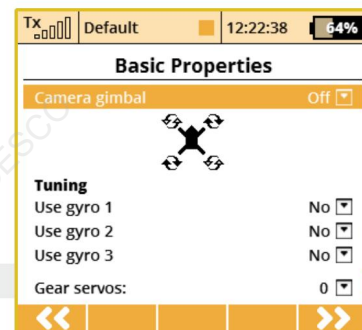 Tx Default 12:22:38 64%
Basic Properties
Camera gimbal Off
Tuning
Use gyro 1 No
Use gyro 2 No
Use gyro 3 No
Gear servos: 0